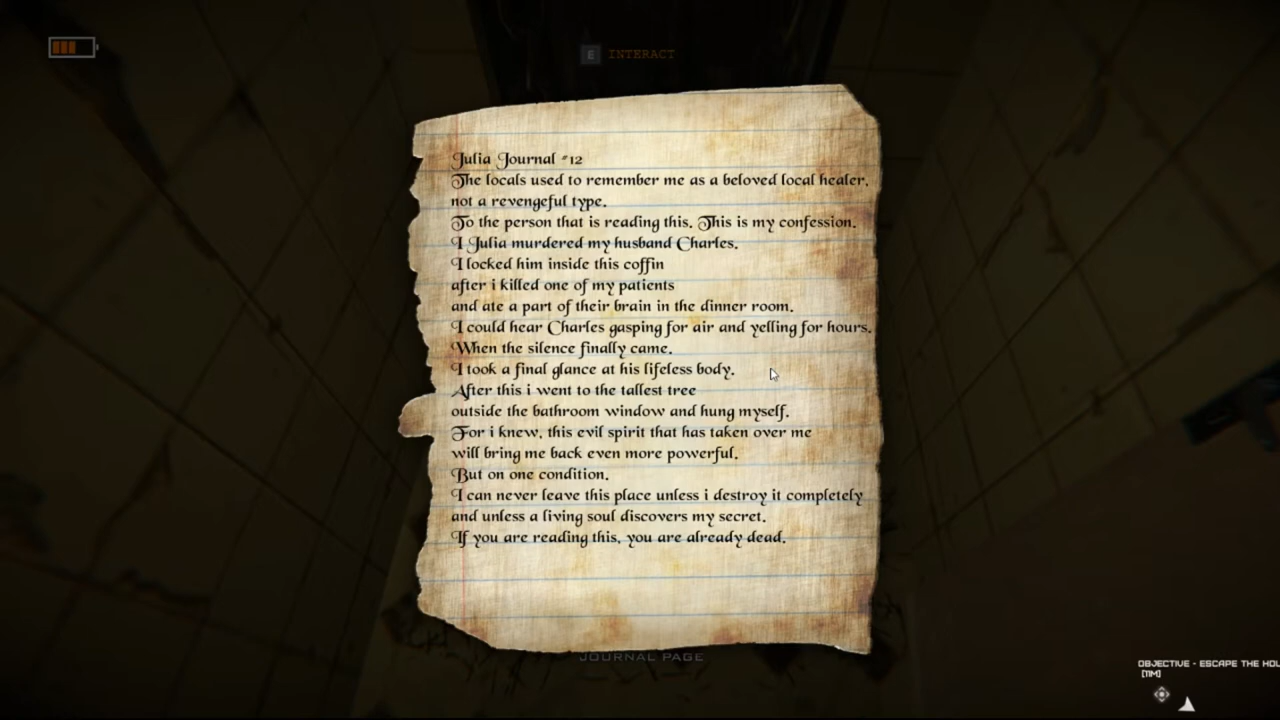 E INTERACT
Julia Journal #12
The locals used to remember me as a beloved local healer,
not a revengeful type.
To the person that is reading this. This is my confession.
I Julia murdered my husband Charles.
I locked him inside this coffin
after i killed one of my patients
and ate a part of their brain in the dinner room.
I could hear Charles gasping for air and yelling for hours.
When the silence finally came.
I took a final glance at his lifeless body.
After this i went to the tallest tree
outside the bathroom window and hung myself.
For i knew, this evil spirit that has taken over me
will bring me back even more powerful.
But on one condition.
I can never leave this place unless i destroy it completely
and unless a living soul discovers my secret.
If you are reading this, you are already dead.
JOURNAL PAGE
OBJECTIVE - ESCAPE THE
[11M]